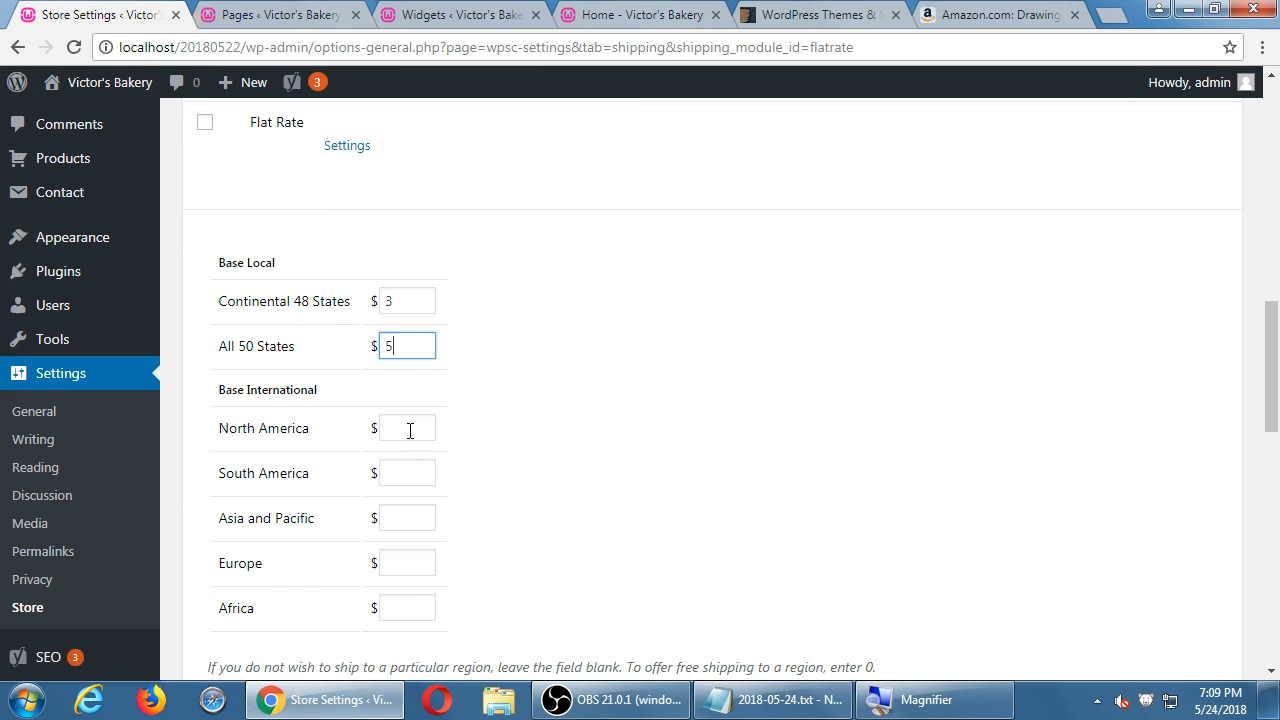 Store Settings ‹ Victor's
Pages ‹ Victor's Bakery
Widgets ‹ Victor's Bake
Home - Victor's Bakery
WordPress Themes &
Amazon.com: Drawing
localhost/20180522/wp-admin/options-general.php?page=wpsc-settings&tab=shipping&shipping_module_id=flatrate
Victor's Bakery
0
New
3
Howdy, admin
Comments
Products
Contact
Appearance
Plugins
Users
Tools
Settings
General
Writing
Reading
Discussion
Media
Permalinks
Privacy
Store
SEO 3
Flat Rate
Settings
Base Local
Continental 48 States $ 3
All 50 States $ 5
Base International
North America $
South America $
Asia and Pacific $
Europe $
Africa $
If you do not wish to ship to a particular region, leave the field blank. To offer free shipping to a region, enter 0.
Store Settings ‹ Vi...
OBS 21.0.1 (windo...
2018-05-24.txt - N...
Magnifier
7:09 PM
5/24/2018